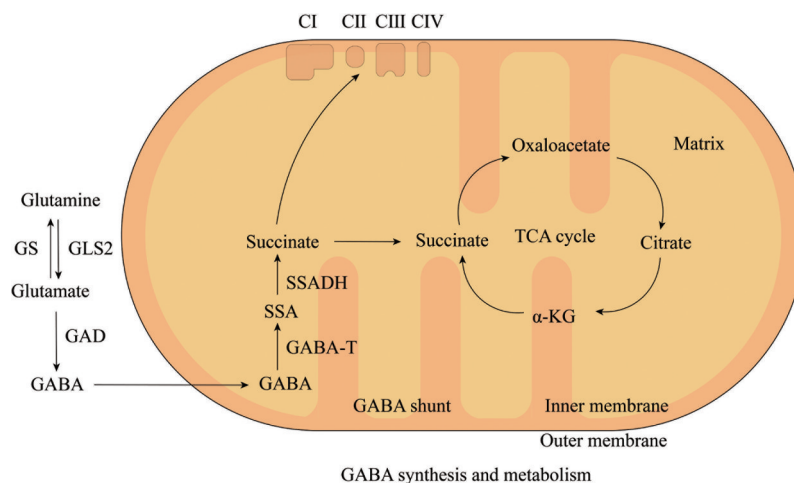 CI CII CIII CIV
Oxaloacetate
Matrix
Glutamine
GS GLS2
Glutamate
GAD
GABA
Succinate
Succinate
TCA cycle
Citrate
SSADH
SSA
α-KG
GABA-T
GABA
GABA shunt
Inner membrane
Outer membrane
GABA synthesis and metabolism